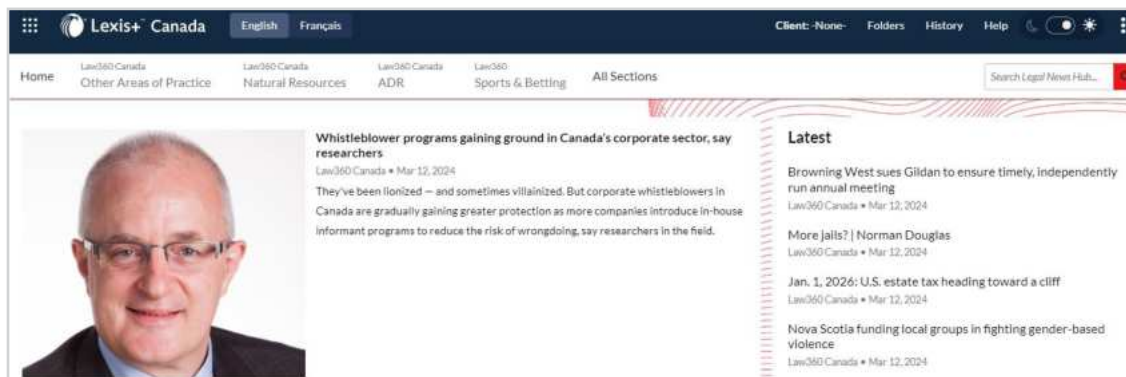 Lexis+ Canada
English Français
Client: -None- Folders History Help
Home
Law360 Canada
Other Areas of Practice
Law360 Canada
Natural Resources
Law360 Canada
ADR
Law360
Sports & Betting
All Sections
Search Legal News Hub...
Whistleblower programs gaining ground in Canada's corporate sector, say
researchers
Law360 Canada • Mar 12, 2024
They've been lionized — and sometimes villainized. But corporate whistleblowers in
Canada are gradually gaining greater protection as more companies introduce in-house
informant programs to reduce the risk of wrongdoing, say researchers in the field.
Latest
Browning West sues Gildan to ensure timely, independently
run annual meeting
Law360 Canada • Mar 12, 2024
More jails? | Norman Douglas
Law360 Canada • Mar 12, 2024
Jan. 1, 2026: U.S. estate tax heading toward a cliff
Law360 Canada • Mar 12, 2024
Nova Scotia funding local groups in fighting gender-based
violence
Law360 Canada • Mar 12, 2024